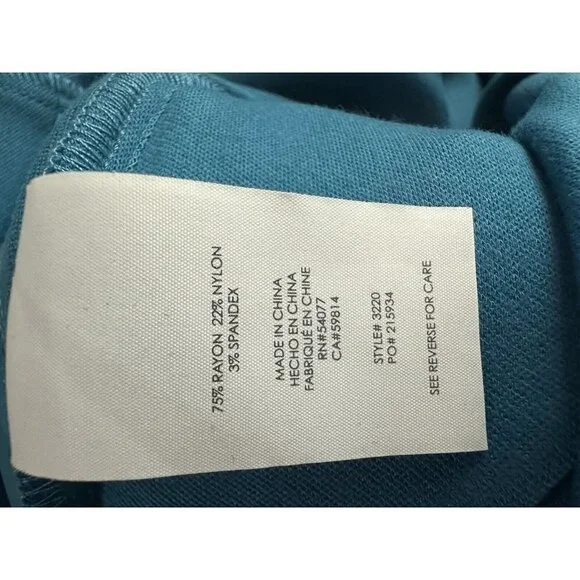 75% RAYON 22% NYLON
3% SPANDEX
MADE IN CHINA
HECHO EN CHINA
FABRIQUÉ EN CHINE
RN#54077
CA#59814
STYLE# 3220
PO# 215934
SEE REVERSE FOR CARE